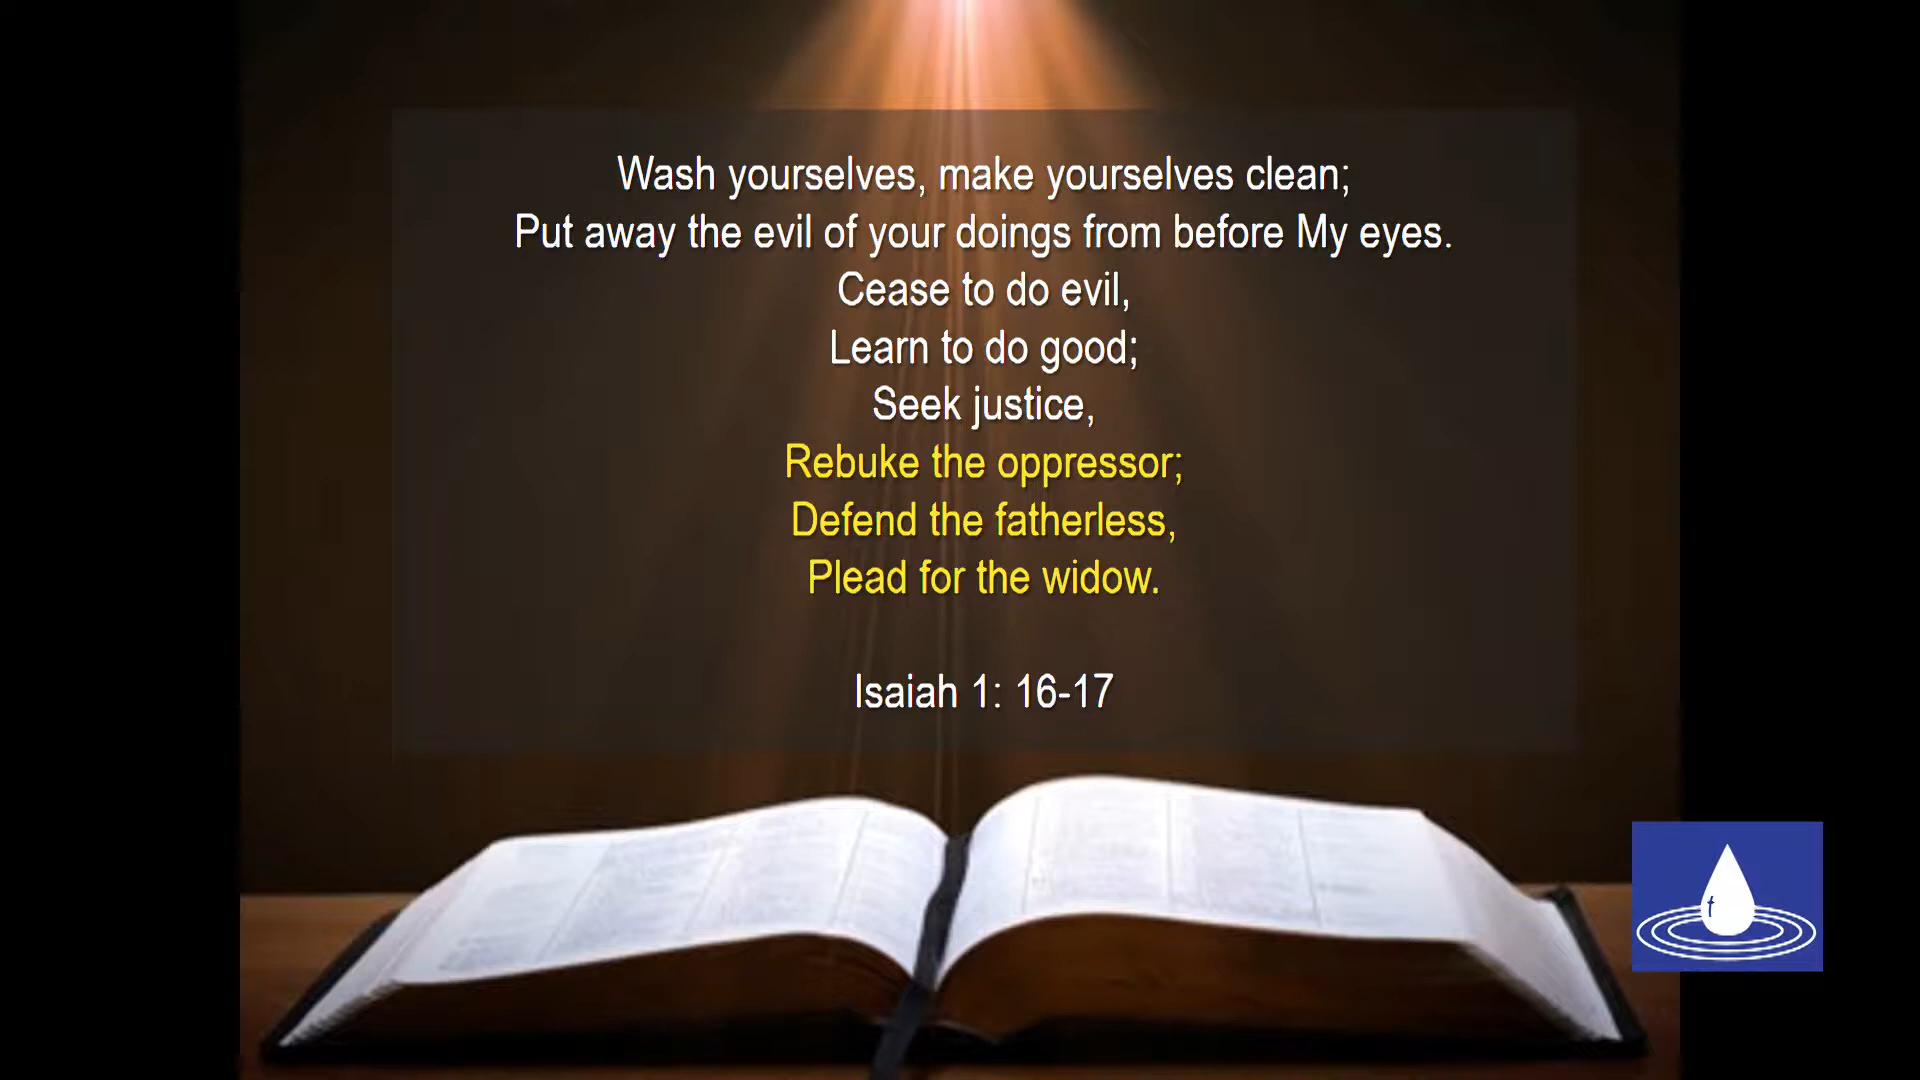 Wash yourselves, make yourselves clean;
Put away the evil of your doings from before My eyes.
Cease to do evil,
Learn to do good;
Seek justice,
Rebuke the oppressor;
Defend the fatherless,
Plead for the widow.
Isaiah 1: 16-17
t